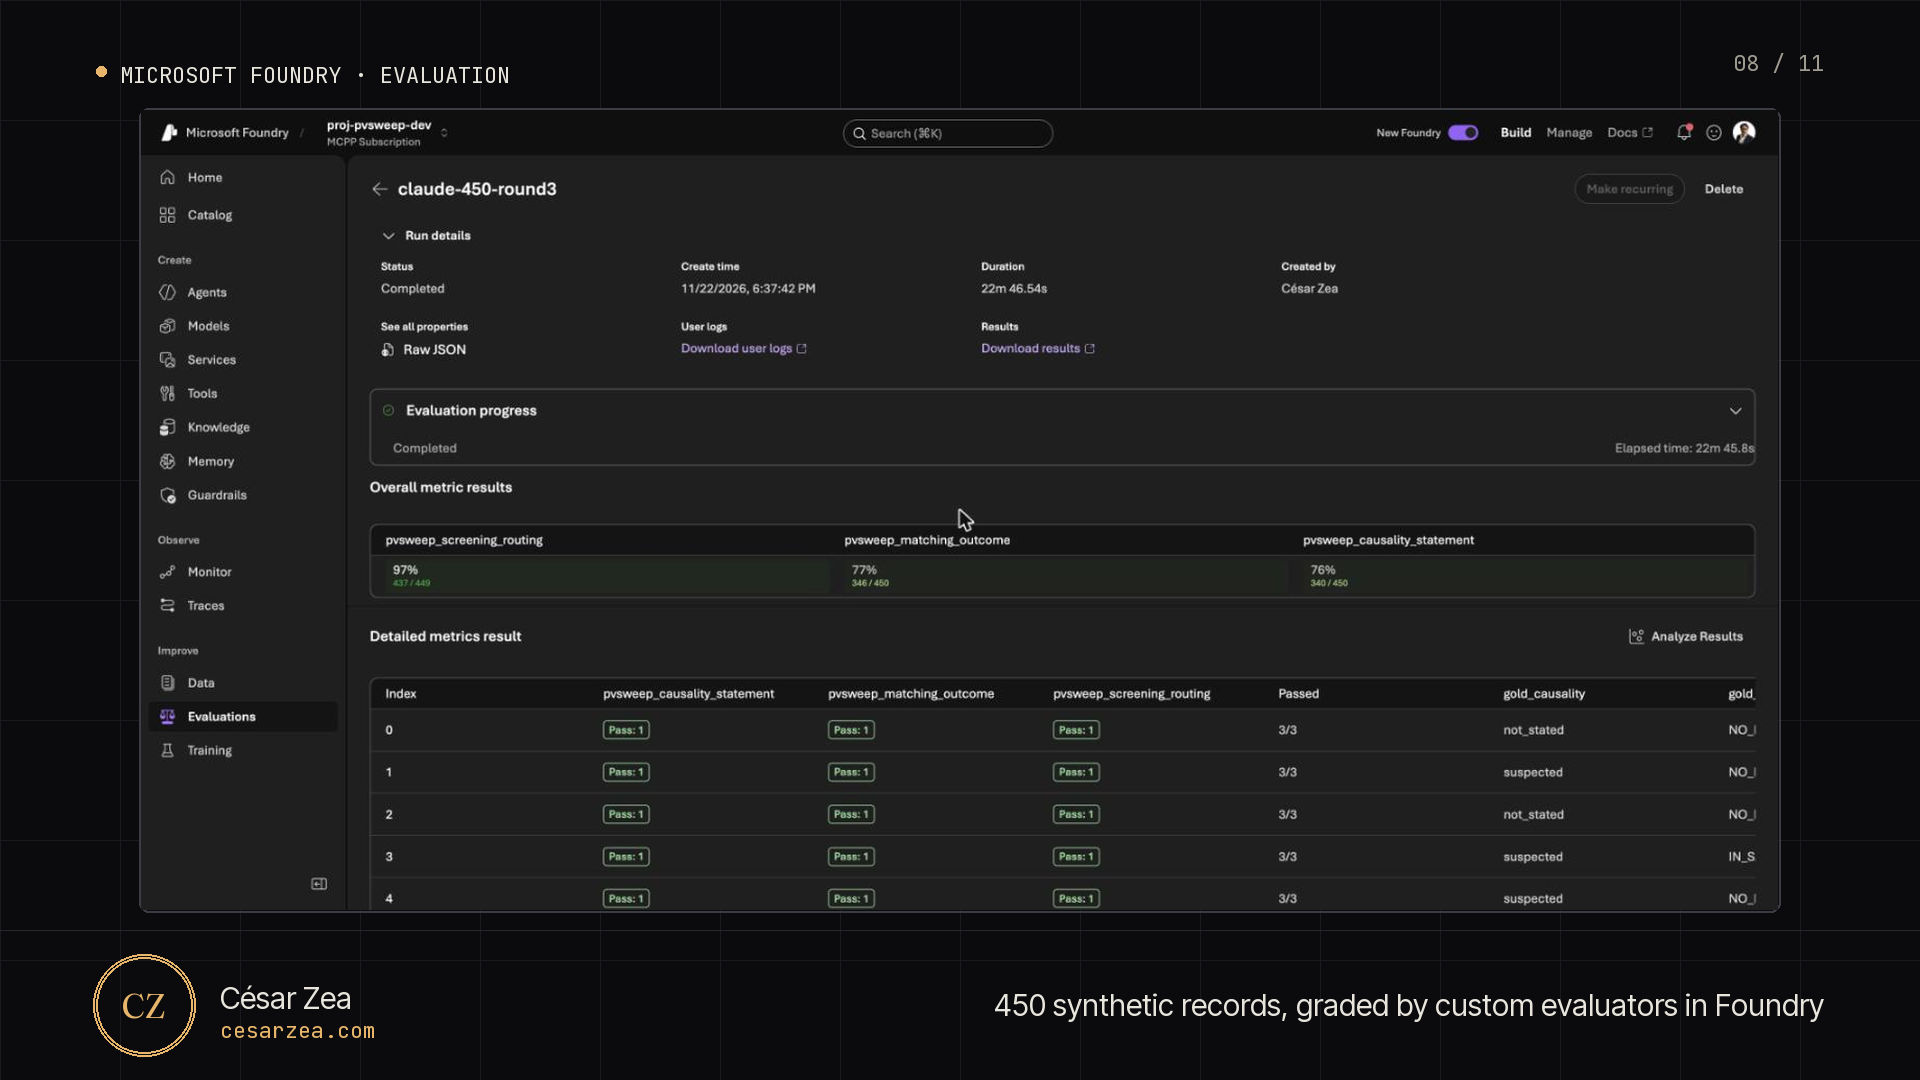 MICROSOFT FOUNDRY · EVALUATION
08 / 11
Microsoft Foundry /
proj-pvsweep-dev
MCPP Subscription
Search (⌘K)
New Foundry
Build
Manage
Docs
Home
Catalog
Create
Agents
Models
Services
Tools
Knowledge
Memory
Guardrails
Observe
Monitor
Traces
Improve
Data
Evaluations
Training
claude-450-round3
Make recurring
Delete
Run details
Status
Create time
Duration
Created by
Completed
11/22/2026, 6:37:42 PM
22m 46.54s
César Zea
See all properties
User logs
Results
Raw JSON
Download user logs
Download results
Evaluation progress
Completed
Elapsed time: 22m 45.8s
Overall metric results
pvsweep_screening_routing
pvsweep_matching_outcome
pvsweep_causality_statement
97%
77%
76%
437 / 449
346 / 450
340 / 450
Detailed metrics result
Analyze Results
Index pvsweep_causality_statement pvsweep_matching_outcome pvsweep_screening_routing Passed gold_causality gold_
0 Pass: 1 Pass: 1 Pass: 1 3/3 not_stated NO_
1 Pass: 1 Pass: 1 Pass: 1 3/3 suspected NO_
2 Pass: 1 Pass: 1 Pass: 1 3/3 not_stated NO_
3 Pass: 1 Pass: 1 Pass: 1 3/3 suspected IN_S
4 Pass: 1 Pass: 1 Pass: 1 3/3 suspected NO_
CZ
César Zea
cesarzea.com
450 synthetic records, graded by custom evaluators in Foundry